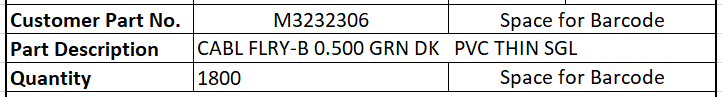 Customer Part No. M3232306 Space for Barcode
Part Description CABL FLRY-B 0.500 GRN DK PVC THIN SGL
Quantity 1800 Space for Barcode